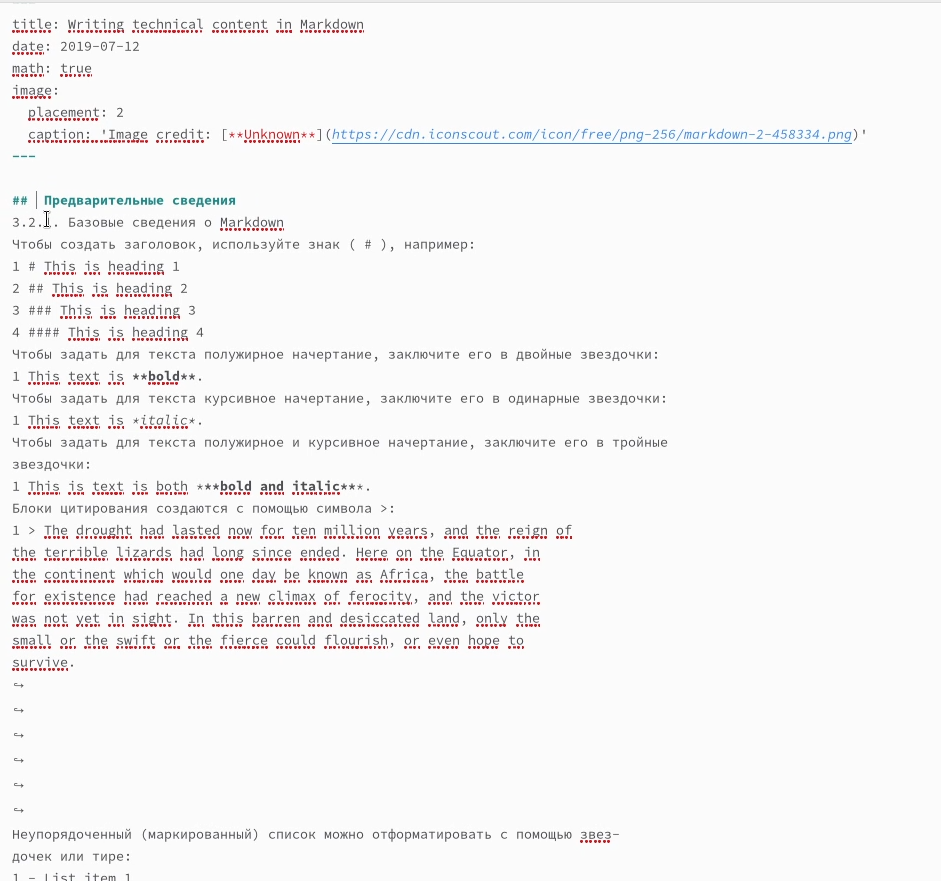 title: Writing technical content in Markdown
date: 2019-07-12
math: true
image:
  placement: 2
  caption: 'Image credit: [**Unknown**](https://cdn.iconscout.com/icon/free/png-256/markdown-2-458334.png)'
---
## Предварительные сведения
3.2.1. Базовые сведения о Markdown
Чтобы создать заголовок, используйте знак ( # ), например:
1 # This is heading 1
2 ## This is heading 2
3 ### This is heading 3
4 #### This is heading 4
Чтобы задать для текста полужирное начертание, заключите его в двойные звездочки:
1 This text is **bold**.
Чтобы задать для текста курсивное начертание, заключите его в одинарные звездочки:
1 This text is *italic*.
Чтобы задать для текста полужирное и курсивное начертание, заключите его в тройные
звездочки:
1 This is text is both ***bold and italic***.
Блоки цитирования создаются с помощью символа >:
1 > The drought had lasted now for ten million years, and the reign of
the terrible lizards had long since ended. Here on the Equator, in
the continent which would one day be known as Africa, the battle
for existence had reached a new climax of ferocity, and the victor
was not yet in sight. In this barren and desiccated land, only the
small or the swift or the fierce could flourish, or even hope to
survive.
↪
↪
↪
↪
↪
↪
Неупорядоченный (маркированный) список можно отформатировать с помощью звез-
дочек или тире:
1 - List item 1